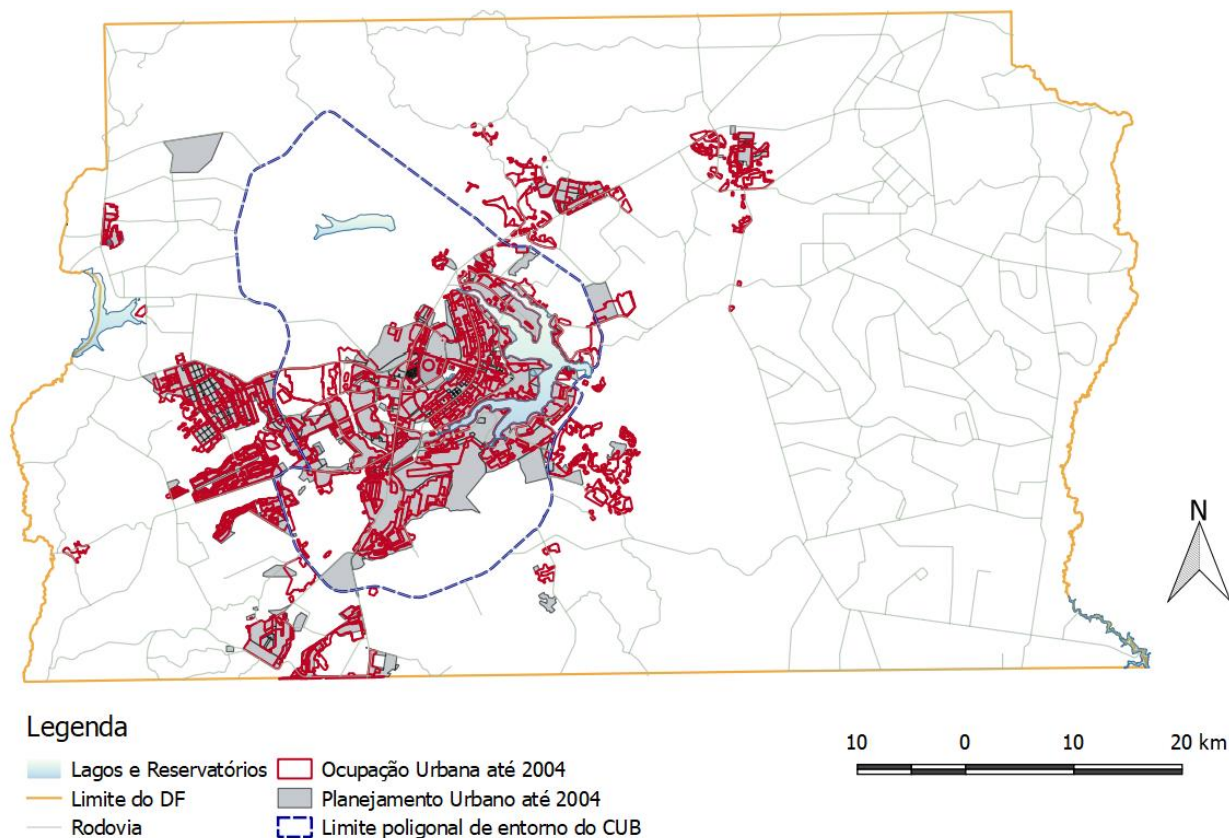 N
Legenda
Lagos e Reservatórios
Limite do DF
Rodovia
Ocupação Urbana até 2004
Planejamento Urbano até 2004
Limite poligonal de entorno do CUB
10 0 10 20 km